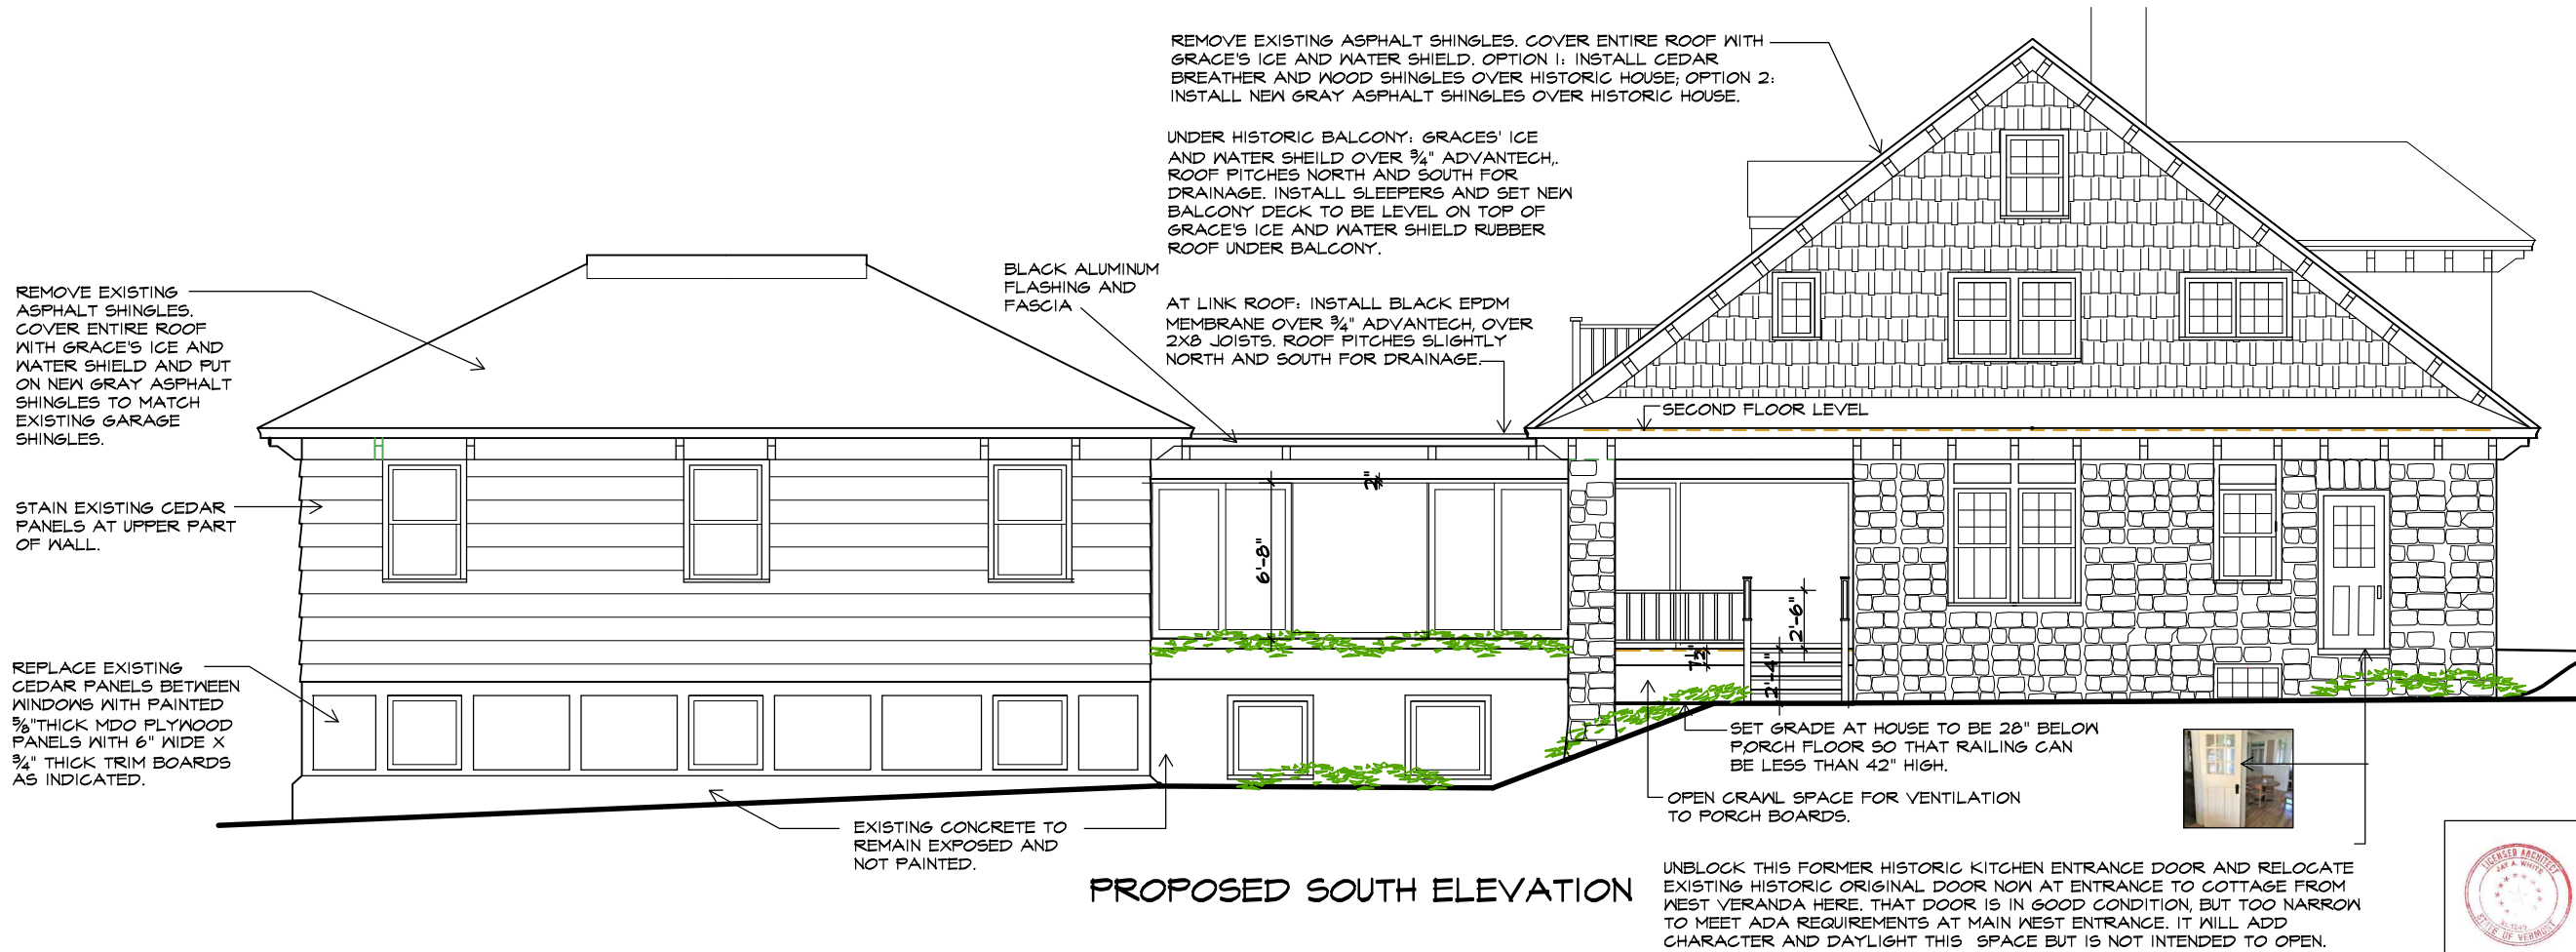 REMOVE EXISTING ASPHALT SHINGLES. COVER ENTIRE ROOF WITH
GRACE'S ICE AND WATER SHIELD. OPTION 1: INSTALL CEDAR
BREATHER AND WOOD SHINGLES OVER HISTORIC HOUSE; OPTION 2:
INSTALL NEW GRAY ASPHALT SHINGLES OVER HISTORIC HOUSE.
UNDER HISTORIC BALCONY: GRACES' ICE
AND WATER SHEILD OVER ¾" ADVANTECH,.
ROOF PITCHES NORTH AND SOUTH FOR
DRAINAGE. INSTALL SLEEPERS AND SET NEW
BALCONY DECK TO BE LEVEL ON TOP OF
GRACE'S ICE AND WATER SHIELD RUBBER
ROOF UNDER BALCONY.
BLACK ALUMINUM
FLASHING AND
FASCIA
AT LINK ROOF: INSTALL BLACK EPDM
MEMBRANE OVER ¾" ADVANTECH, OVER
2X8 JOISTS. ROOF PITCHES SLIGHTLY
NORTH AND SOUTH FOR DRAINAGE.
REMOVE EXISTING
ASPHALT SHINGLES.
COVER ENTIRE ROOF
WITH GRACE'S ICE AND
WATER SHIELD AND PUT
ON NEW GRAY ASPHALT
SHINGLES TO MATCH
EXISTING GARAGE
SHINGLES.
SECOND FLOOR LEVEL
STAIN EXISTING CEDAR
PANELS AT UPPER PART
OF WALL.
2"
6'-8"
2'-6"
7½"
2'-4"
REPLACE EXISTING
CEDAR PANELS BETWEEN
WINDOWS WITH PAINTED
⅝"THICK MDO PLYWOOD
PANELS WITH 6" WIDE X
¾" THICK TRIM BOARDS
AS INDICATED.
SET GRADE AT HOUSE TO BE 28" BELOW
PORCH FLOOR SO THAT RAILING CAN
BE LESS THAN 42" HIGH.
OPEN CRAWL SPACE FOR VENTILATION
TO PORCH BOARDS.
EXISTING CONCRETE TO
REMAIN EXPOSED AND
NOT PAINTED.
PROPOSED SOUTH ELEVATION
UNBLOCK THIS FORMER HISTORIC KITCHEN ENTRANCE DOOR AND RELOCATE
EXISTING HISTORIC ORIGINAL DOOR NOW AT ENTRANCE TO COTTAGE FROM
WEST VERANDA HERE. THAT DOOR IS IN GOOD CONDITION, BUT TOO NARROW
TO MEET ADA REQUIREMENTS AT MAIN WEST ENTRANCE. IT WILL ADD
CHARACTER AND DAYLIGHT THIS SPACE BUT IS NOT INTENDED TO OPEN.
LICENSED ARCHITECT
JAY A. WHITE
STATE OF VERMONT